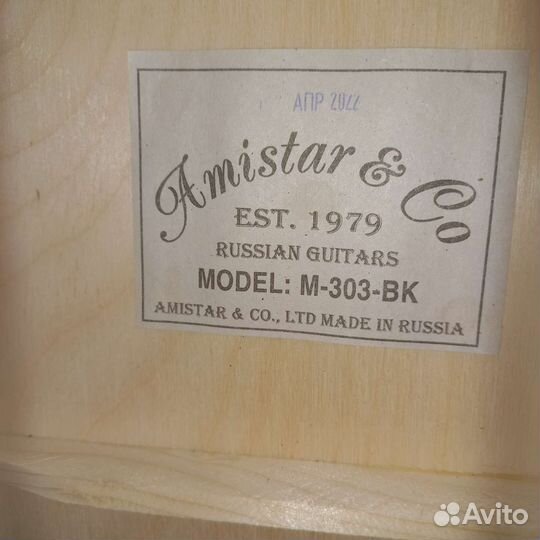 АПР 2022
Amistar & Co
EST. 1979
RUSSIAN GUITARS
MODEL: M-303-BK
AMISTAR & CO., LTD MADE IN RUSSIA
Avito